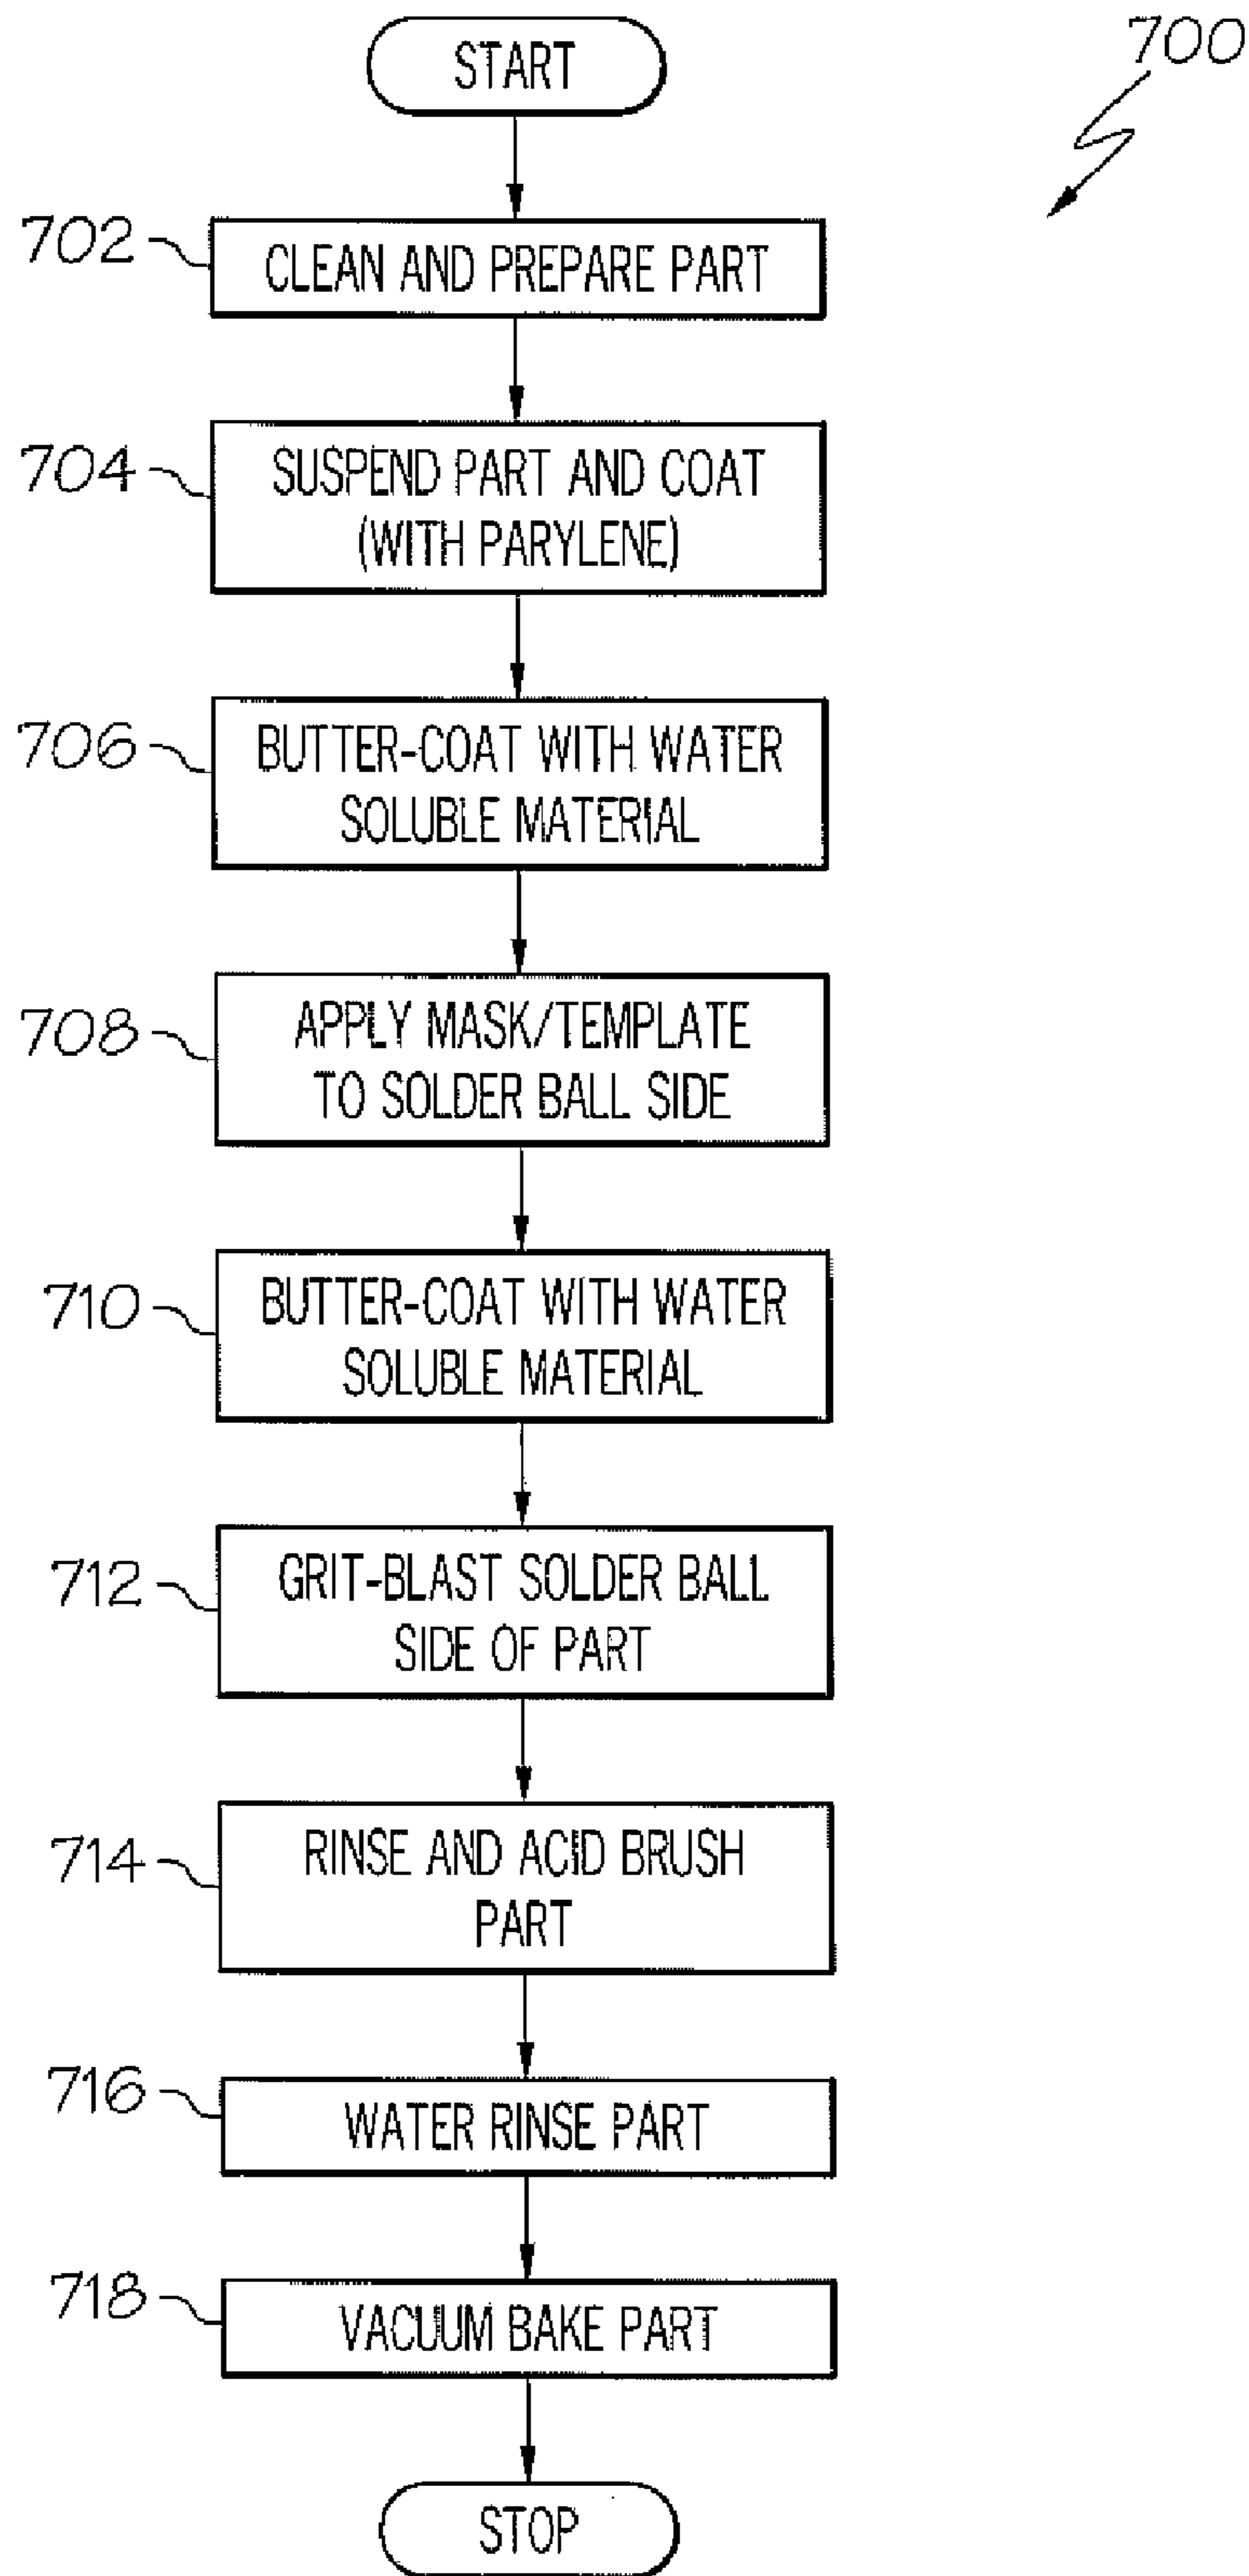 START
700
702
CLEAN AND PREPARE PART
704
SUSPEND PART AND COAT
(WITH PARYLENE)
706
BUTTER-COAT WITH WATER
SOLUBLE MATERIAL
708
APPLY MASK/TEMPLATE
TO SOLDER BALL SIDE
710
BUTTER-COAT WITH WATER
SOLUBLE MATERIAL
712
GRIT-BLAST SOLDER BALL
SIDE OF PART
714
RINSE AND ACID BRUSH
PART
716
WATER RINSE PART
718
VACUUM BAKE PART
STOP